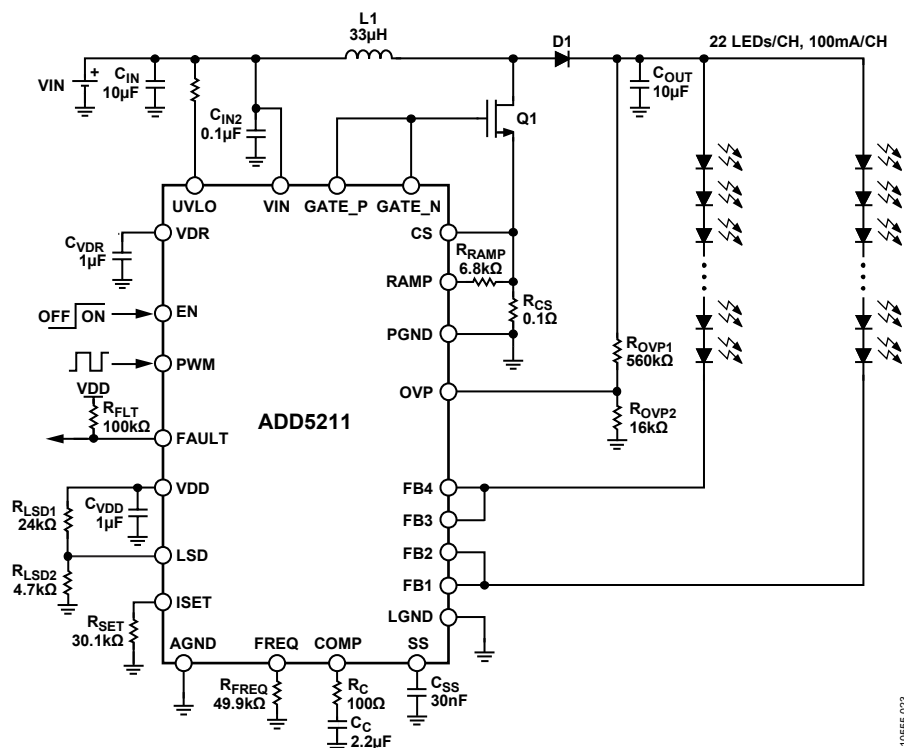 L1
33µH
D1
22 LEDs/CH, 100mA/CH
VIN
+
CIN
10µF
CIN2
0.1µF
Q1
COUT
10µF
UVLO
VIN
GATE_P
GATE_N
VDR
CVDR
1µF
CS
RRAMP
6.8kΩ
RAMP
RCS
0.1Ω
OFF
ON
EN
PGND
PWM
ROVP1
560kΩ
OVP
VDD
RFLT
100kΩ
ROVP2
16kΩ
ADD5211
FAULT
VDD
FB4
RLSD1
24kΩ
CVDD
1µF
FB3
LSD
FB2
RLSD2
4.7kΩ
FB1
ISET
LGND
RSET
30.1kΩ
AGND
FREQ
COMP
SS
RFREQ
49.9kΩ
RC
100Ω
CSS
30nF
CC
2.2µF
10555-023